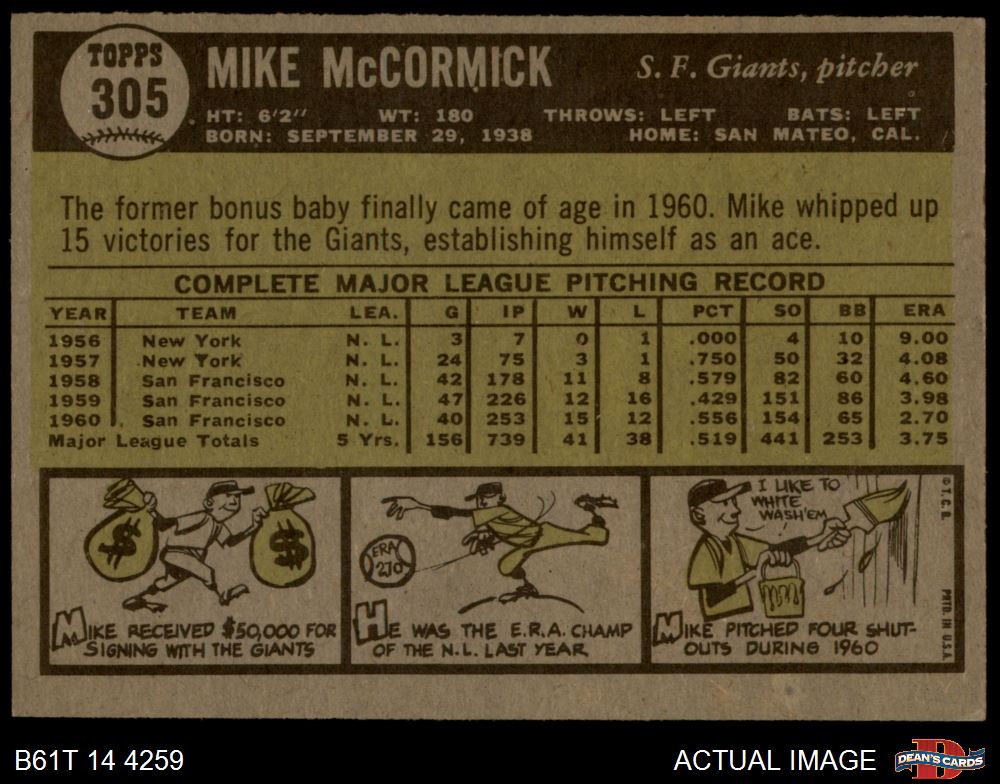 TOPPS
305
MIKE McCORMICK
S. F. Giants, pitcher
HT: 6'2" WT: 180 THROWS: LEFT BATS: LEFT
BORN: SEPTEMBER 29, 1938 HOME: SAN MATEO, CAL.
The former bonus baby finally came of age in 1960. Mike whipped up
15 victories for the Giants, establishing himself as an ace.
COMPLETE MAJOR LEAGUE PITCHING RECORD
YEAR TEAM LEA. G IP W L PCT SO BB ERA
1956 New York N. L. 3 7 0 1 .000 4 10 9.00
1957 New York N. L. 24 75 3 1 .750 50 32 4.08
1958 San Francisco N. L. 42 178 11 8 .579 82 60 4.60
1959 San Francisco N. L. 47 226 12 16 .429 151 86 3.98
1960 San Francisco N. L. 40 253 15 12 .556 154 65 2.70
Major League Totals 5 Yrs. 156 739 41 38 .519 441 253 3.75
$
$
MIKE RECEIVED $50,000 FOR
SIGNING WITH THE GIANTS
ERA
2.70
HE WAS THE E.R.A. CHAMP
OF THE N.L. LAST YEAR
I LIKE TO
WHITE
WASH 'EM
MIKE PITCHED FOUR SHUT-
OUTS DURING 1960
© T. C. G.
PRTD. IN U.S.A.
B61T 14 4259
ACTUAL IMAGE
D
DEAN'S CARDS